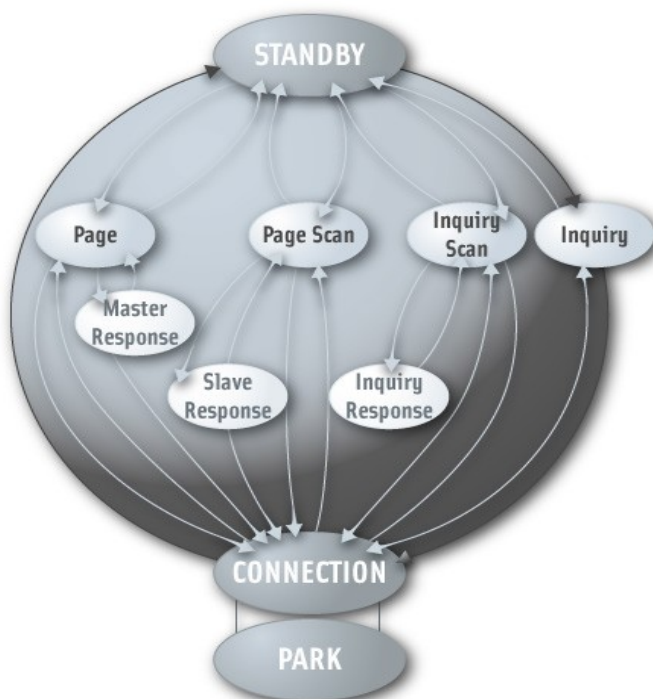 STANDBY
Page
Page Scan
Inquiry
Scan
Inquiry
Master
Response
Slave
Response
Inquiry
Response
CONNECTION
PARK